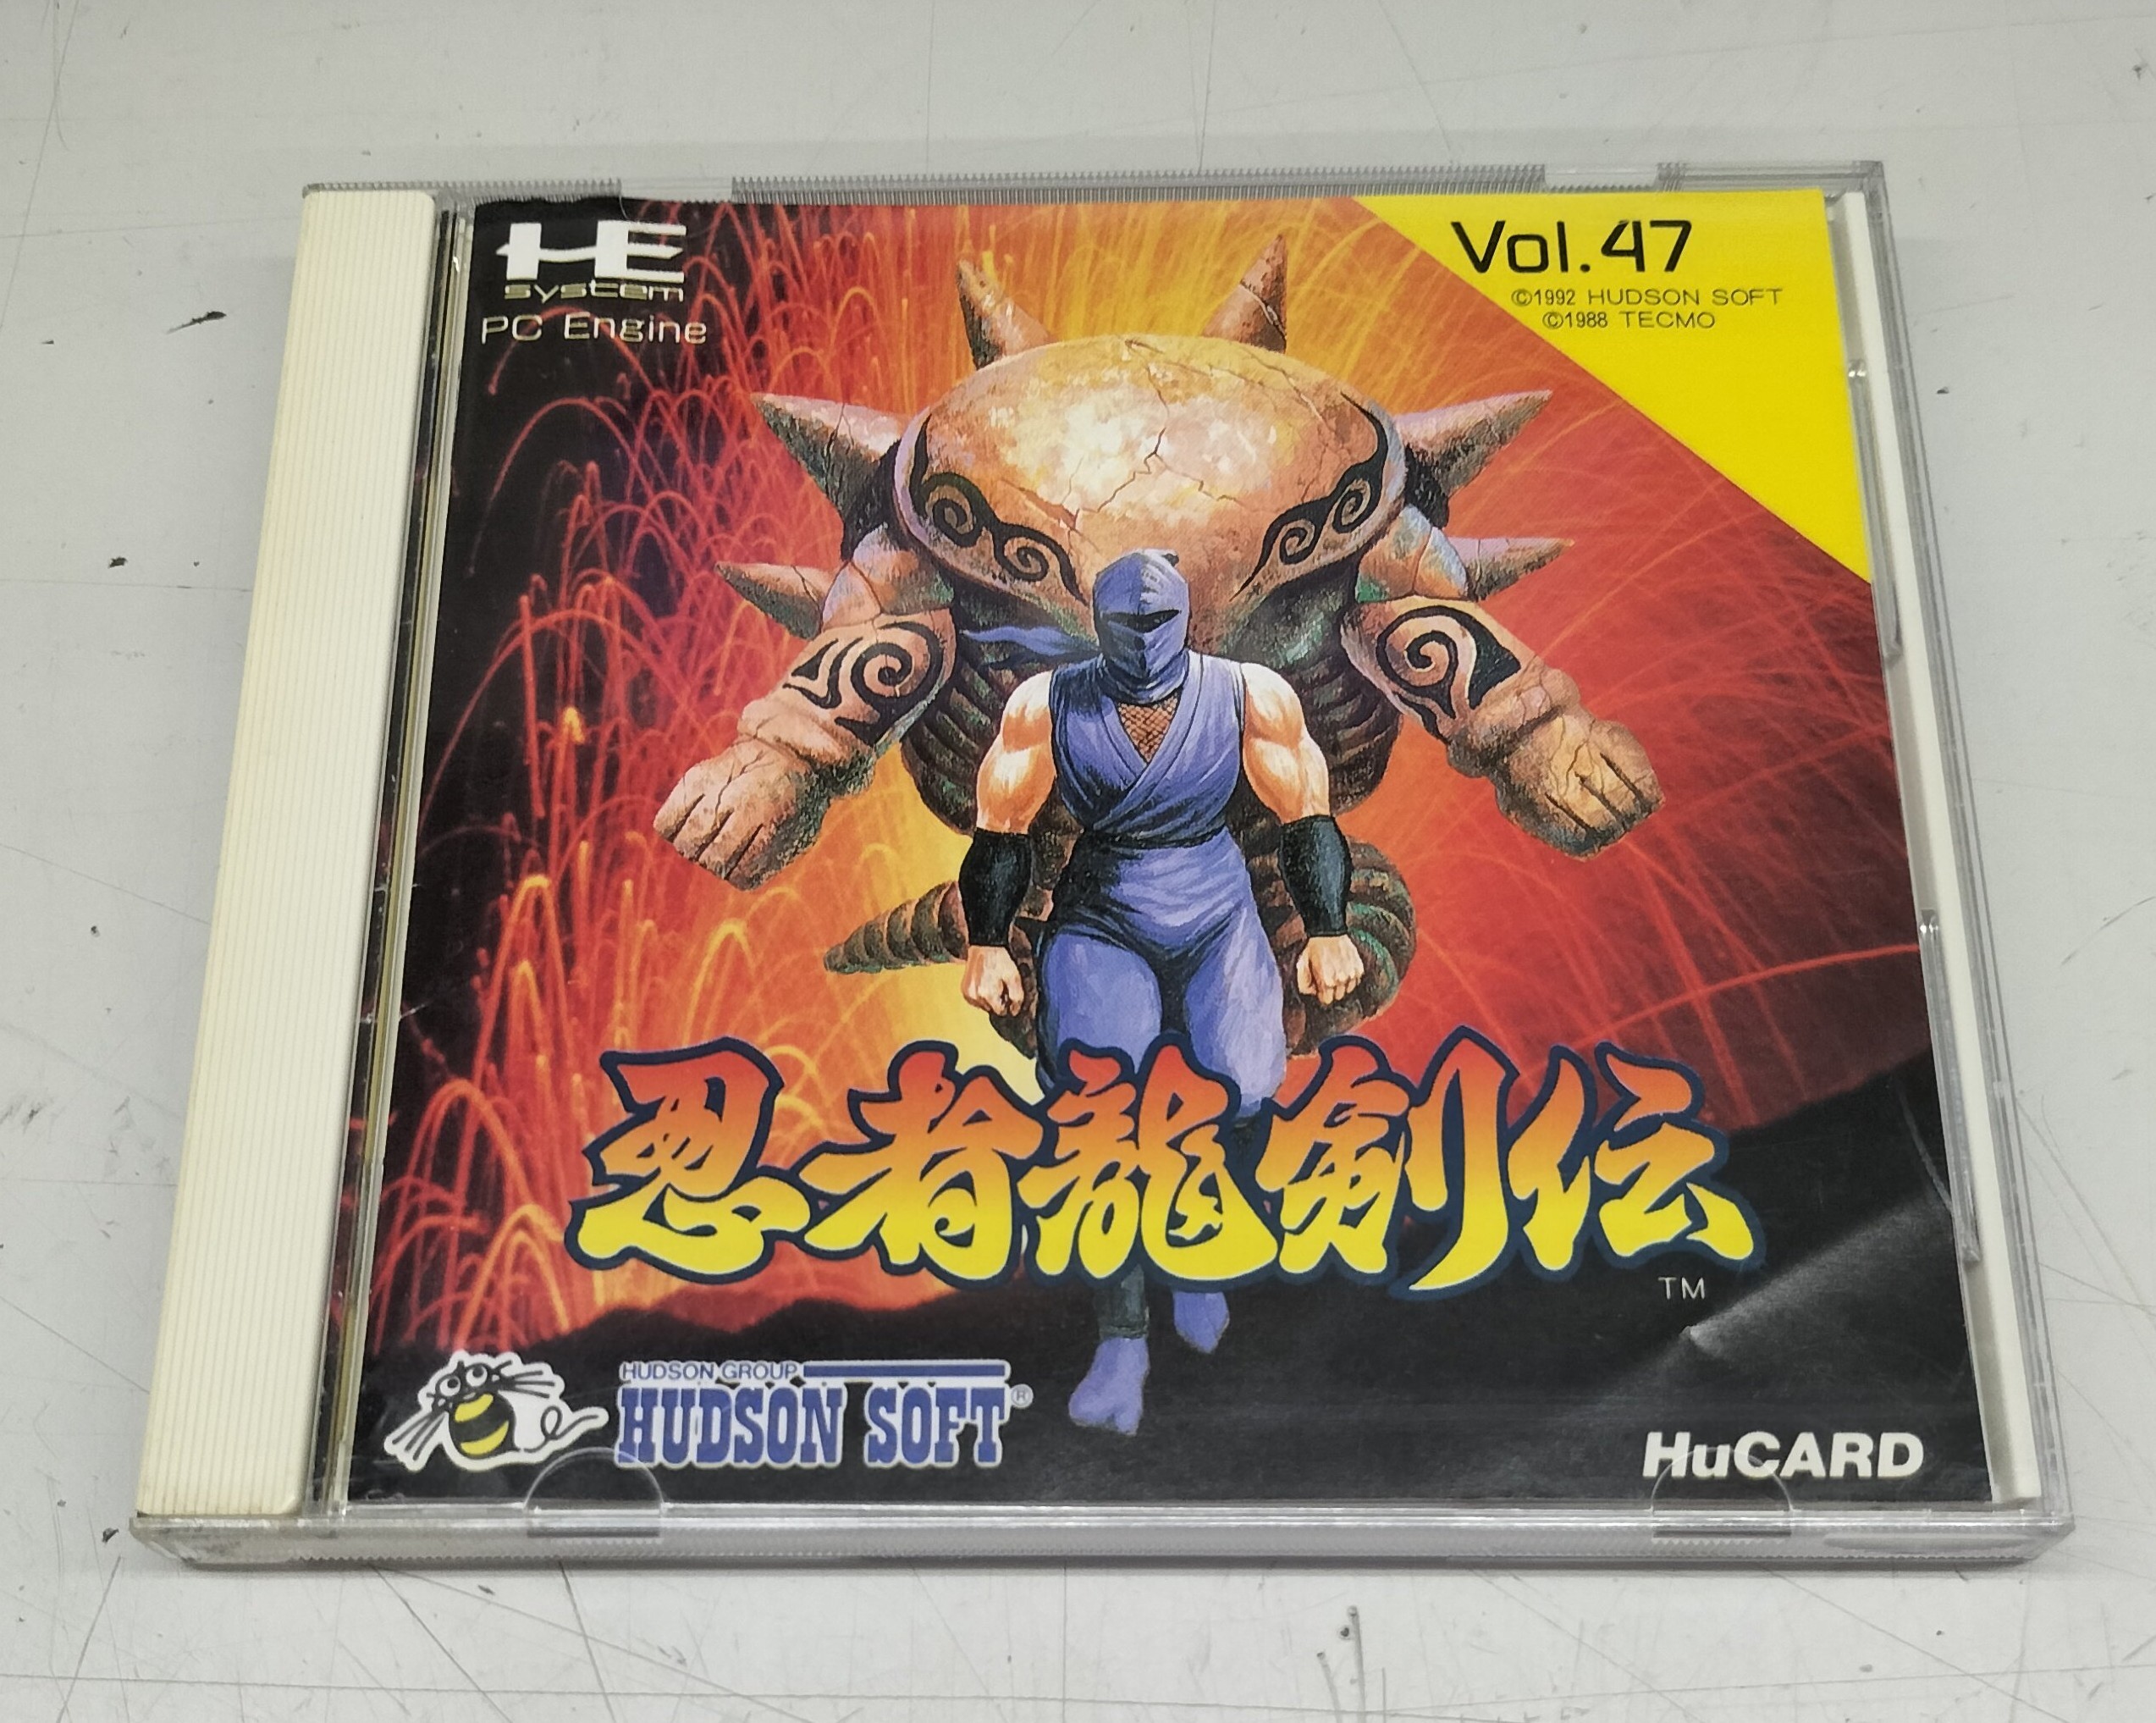 HE
system
PC Engine
Vol.47
©1992 HUDSON SOFT
©1988 TECMO
忍者龍剣伝
TM
HUDSON GROUP
HUDSON SOFT®
HuCARD